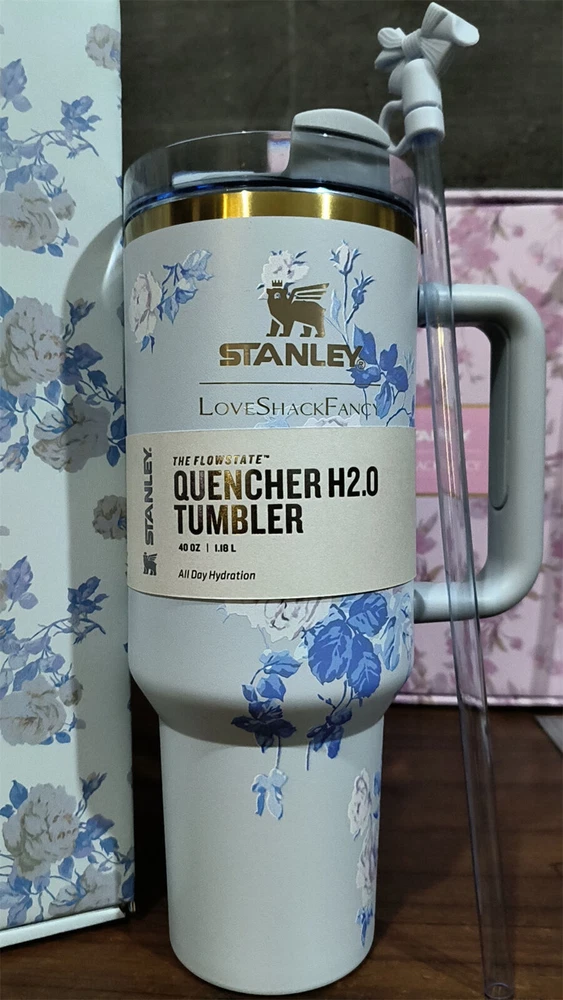 STANLEY®
LOVESHACKFANCY
STANLEY
THE FLOWSTATE™
QUENCHER H2.0
TUMBLER
40 OZ | 1.18 L
All Day Hydration